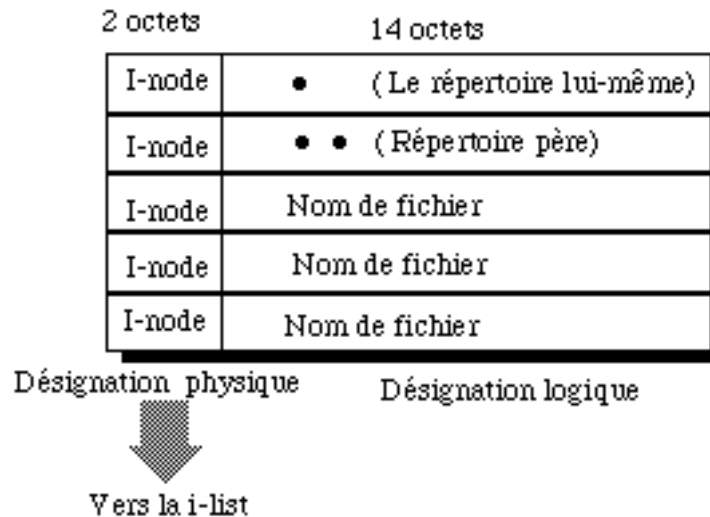 2 octets 14 octets
I-node • ( Le répertoire lui-même)
I-node • • ( Répertoire père)
I-node Nom de fichier
I-node Nom de fichier
I-node Nom de fichier
Désignation physique Désignation logique
Vers la i-list